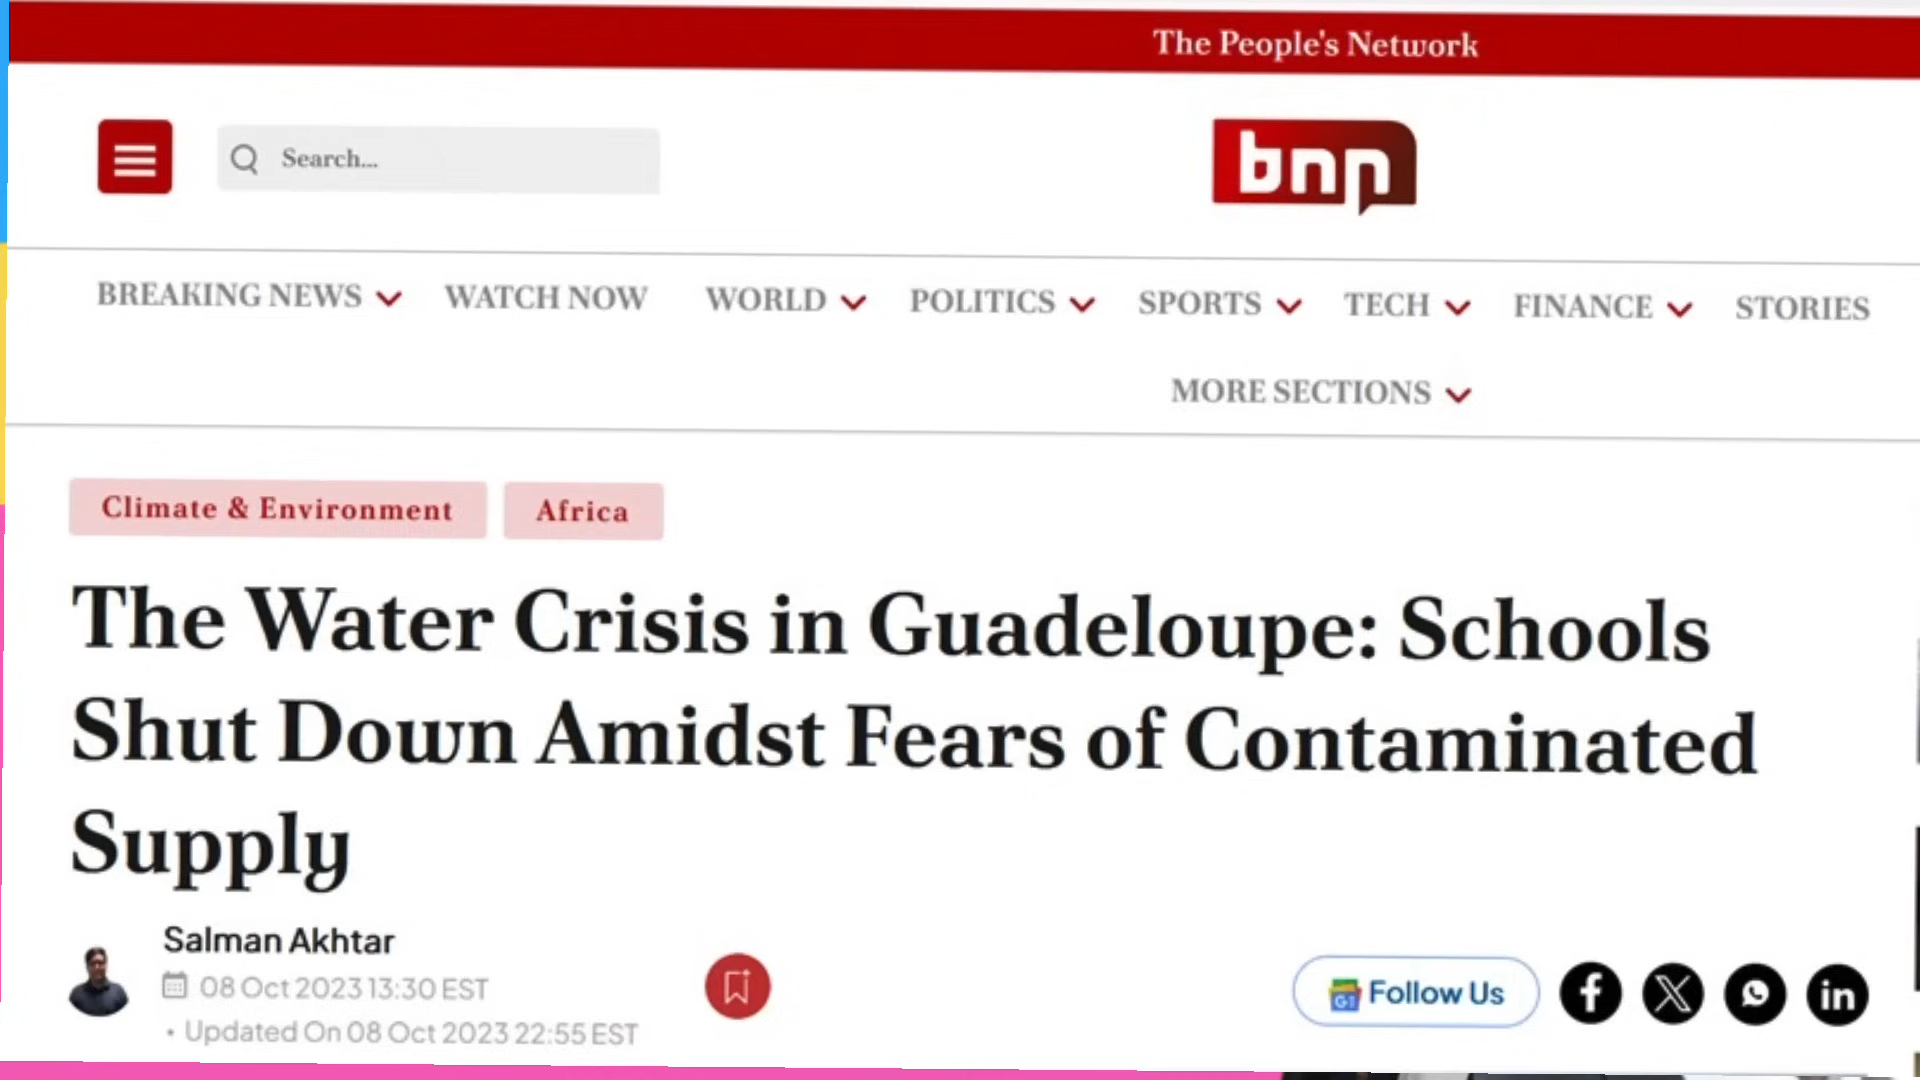 The People's Network
Search...
bnn
BREAKING NEWS WATCH NOW WORLD POLITICS SPORTS TECH FINANCE STORIES
MORE SECTIONS
Climate & Environment Africa
The Water Crisis in Guadeloupe: Schools
Shut Down Amidst Fears of Contaminated
Supply
Salman Akhtar
08 Oct 2023 13:30 EST
• Updated On 08 Oct 2023 22:55 EST
G1 Follow Us